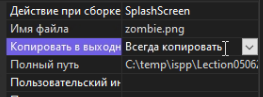 Действие при сборке SplashScreen
Имя файла zombie.png
Копировать в выходн Всегда копировать
Полный путь C:\temp\ispp\Lection0506
Пользовательский ин